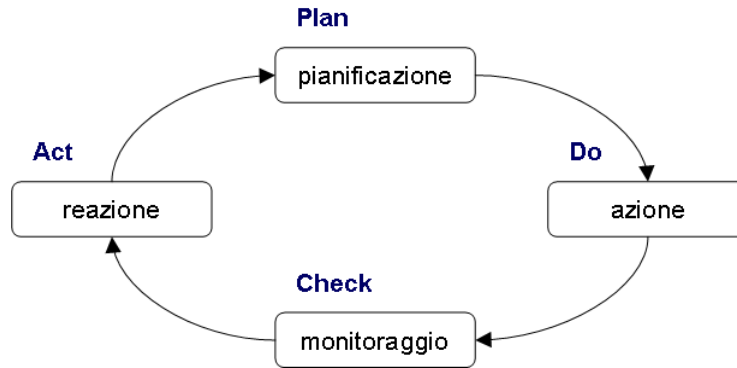 Plan
pianificazione
Act
Do
reazione
azione
Check
monitoraggio